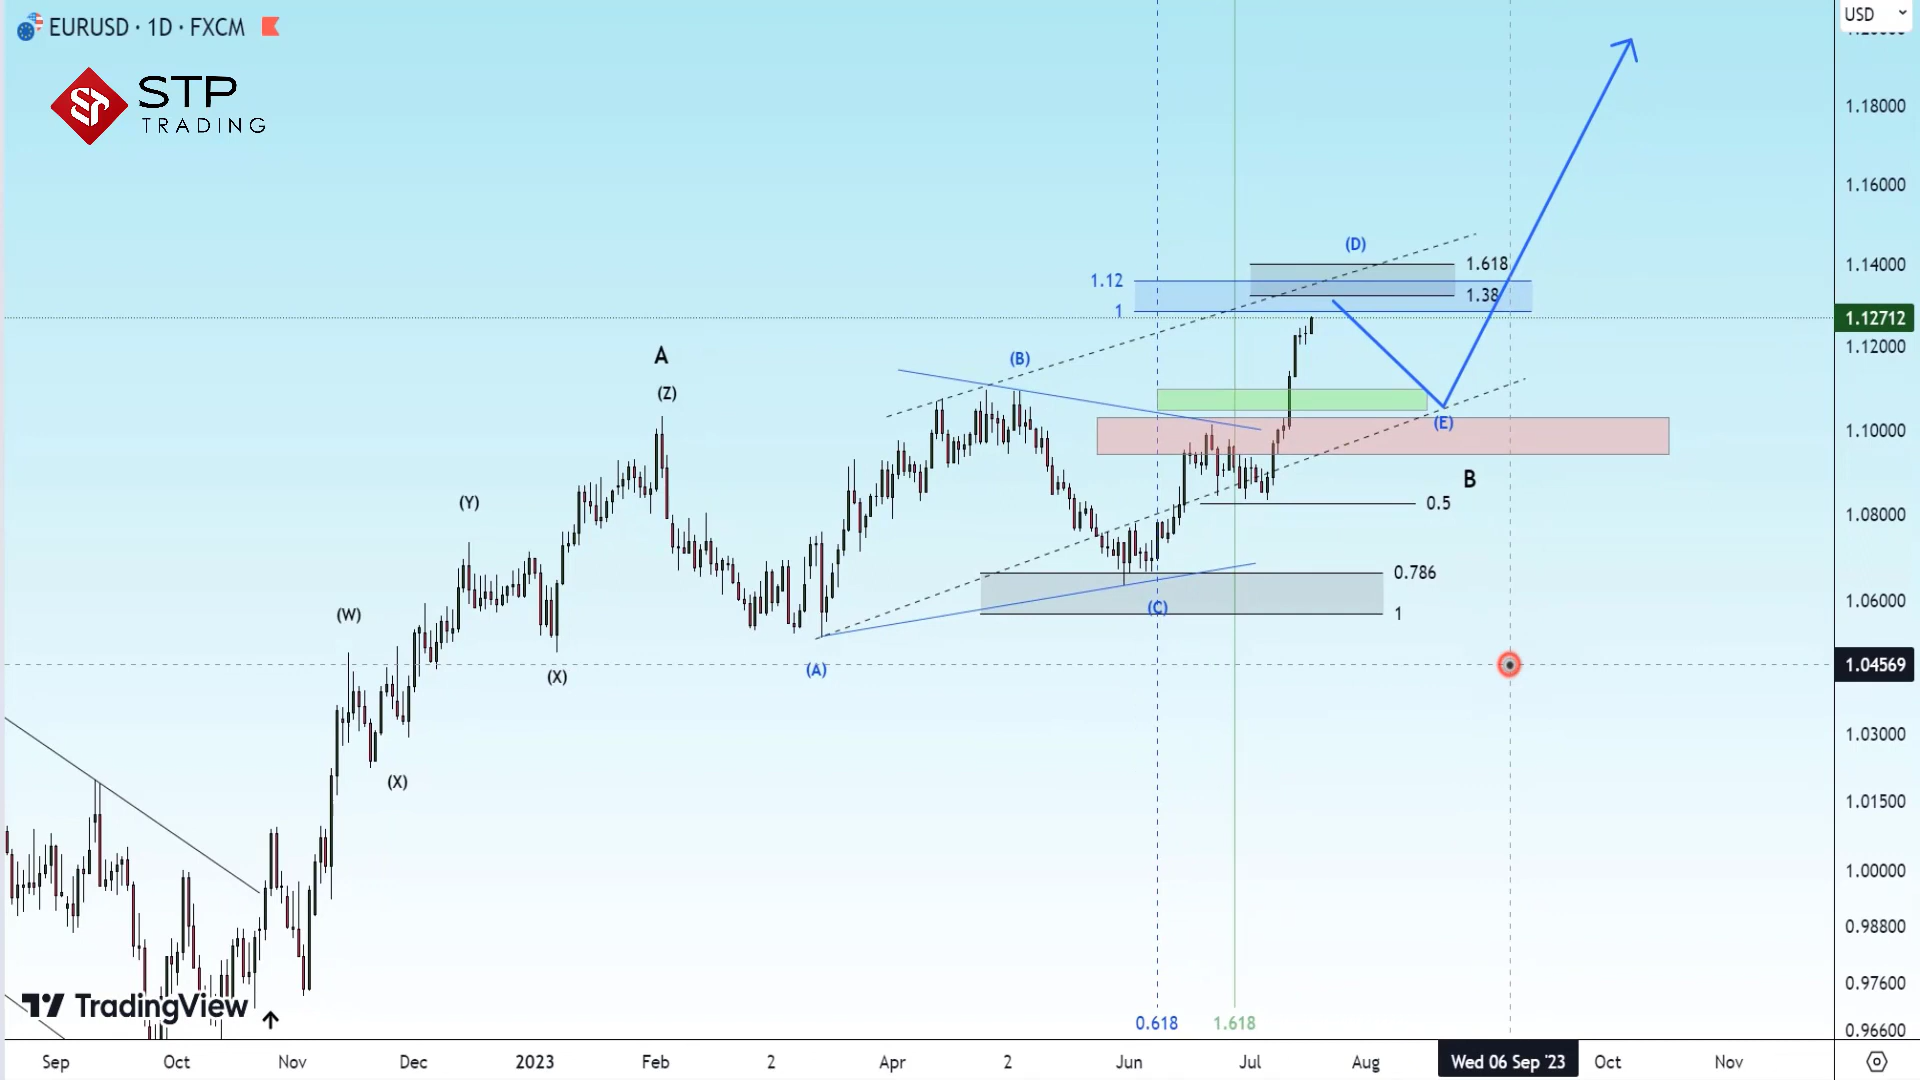 EURUSD · 1D · FXCM
USD
STP
TRADING
1.18000
1.16000
(D)
1.618
1.14000
1.12
1.38
1
1.12712
1.12000
A
(B)
(Z)
(E)
1.10000
B
(Y)
0.5
1.08000
0.786
(W)
(C)
1
1.06000
(X)
(A)
1.04569
1.03000
(X)
1.01500
1.00000
0.98800
0.97600
TradingView
0.618
1.618
0.96600
Sep Oct Nov Dec 2023 Feb 2 Apr 2 Jun Jul Aug Wed 06 Sep '23 Oct Nov